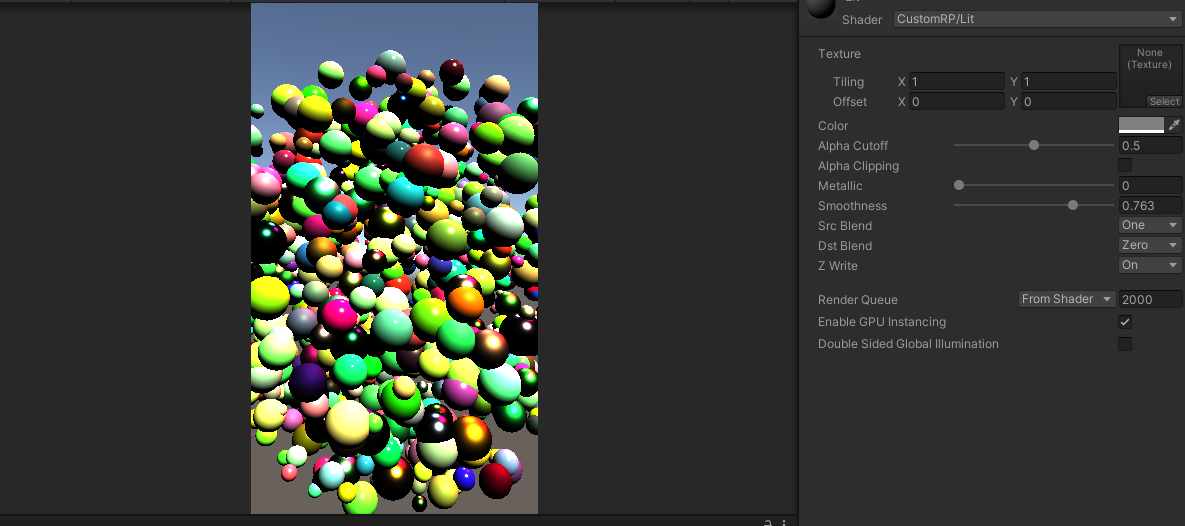 Shader CustomRP/Lit
Texture None
(Texture)
Tiling X 1 Y 1
Offset X 0 Y 0 Select
Color
Alpha Cutoff 0.5
Alpha Clipping
Metallic 0
Smoothness 0.763
Src Blend One
Dst Blend Zero
Z Write On
Render Queue From Shader 2000
Enable GPU Instancing
Double Sided Global Illumination